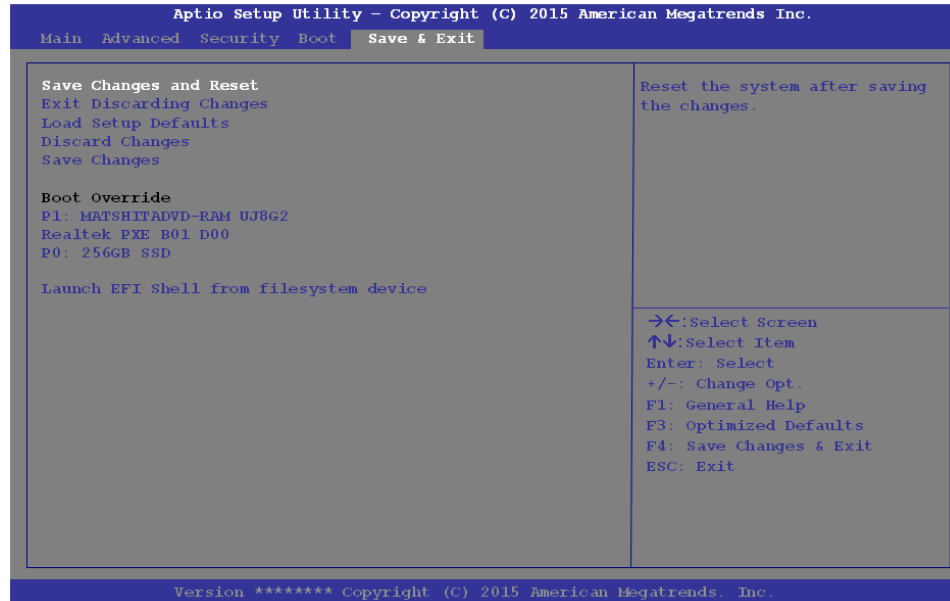 Aptio Setup Utility – Copyright (C) 2015 American Megatrends Inc.
Main Advanced Security Boot Save & Exit
Save Changes and Reset
Exit Discarding Changes
Load Setup Defaults
Discard Changes
Save Changes
Boot Override
P1: MATSHITADVD-RAM UJ8G2
Realtek PXE B01 D00
P0: 256GB SSD
Launch EFI Shell from filesystem device
Reset the system after saving
the changes.
→←:Select Screen
↑↓:Select Item
Enter: Select
+/-: Change Opt.
F1: General Help
F3: Optimized Defaults
F4: Save Changes & Exit
ESC: Exit
Version ******** Copyright (C) 2015 American Megatrends. Inc.